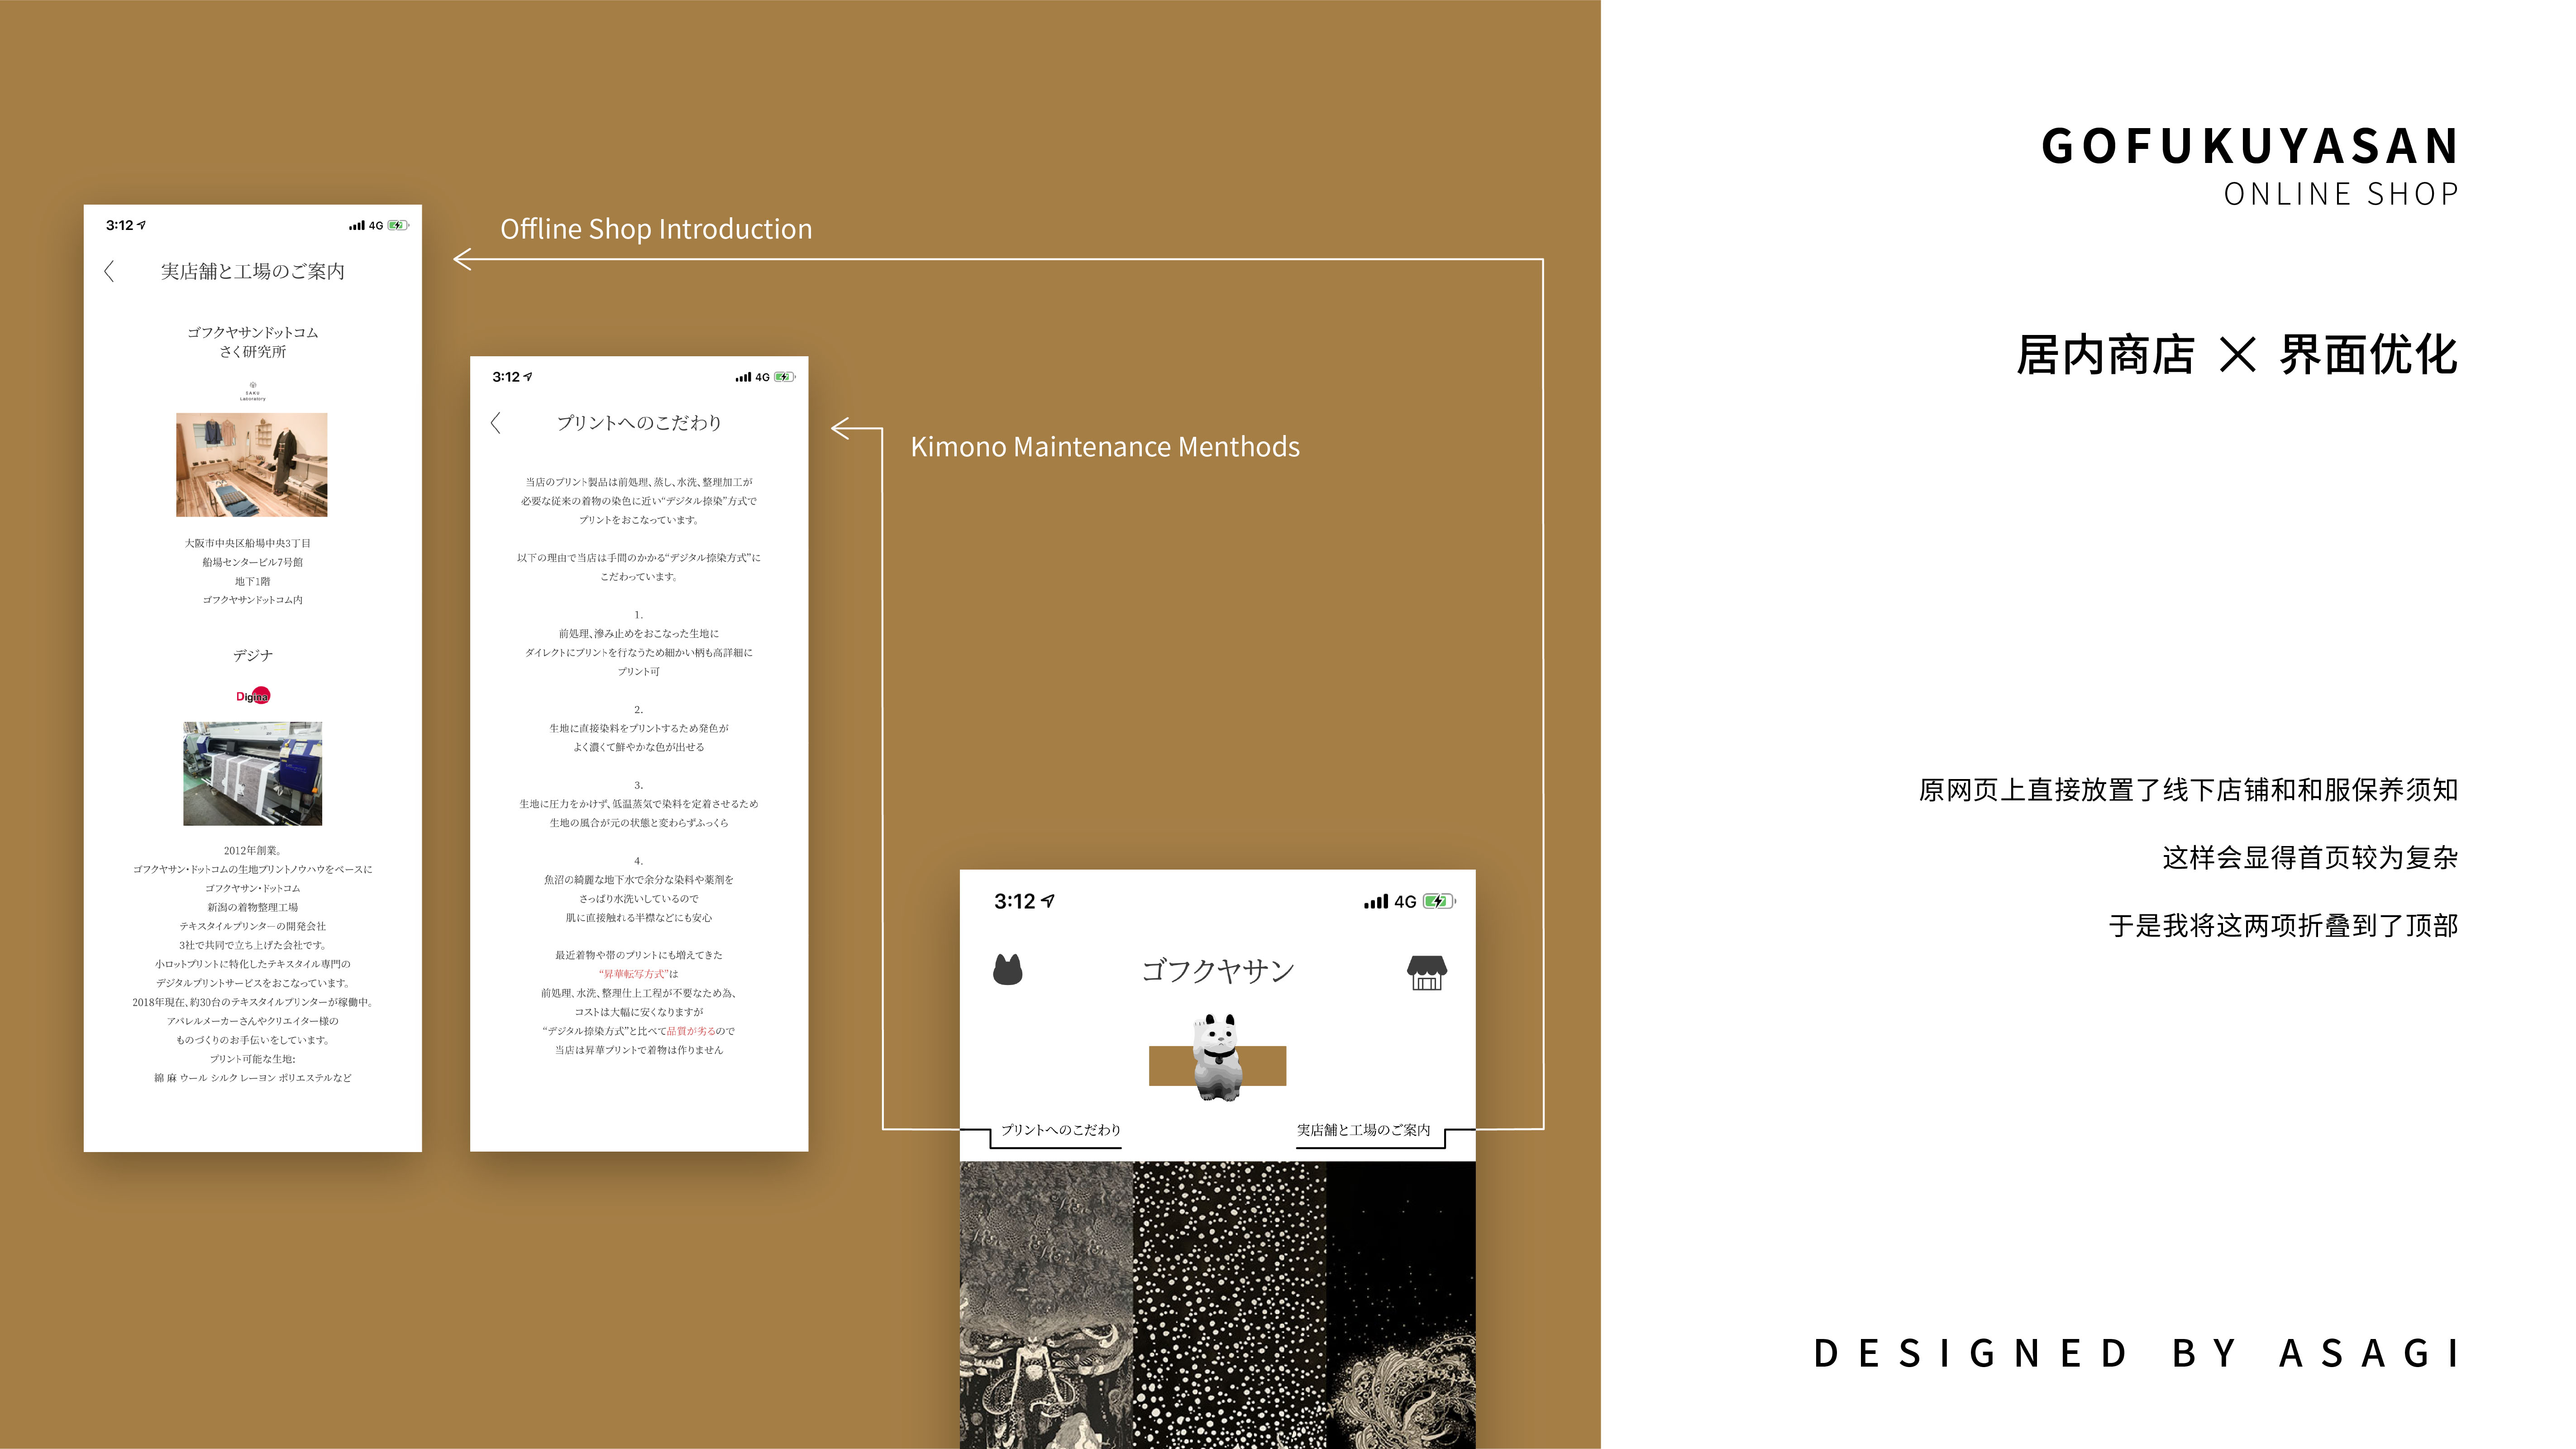 3:12
4G
実店舗と工場のご案内
ゴフクヤサンドットコム
さく研究所
SAKU
Laboratory
大阪市中央区船場中央3丁目
船場センタービル7号館
地下1階
ゴフクヤサンドットコム内
デジナ
Digina
2012年創業。
ゴフクヤサン・ドットコムの生地プリントノウハウをベースに
ゴフクヤサン・ドットコム
新潟の着物整理工場
テキスタイルプリンターの開発会社
3社で共同で立ち上げた会社です。
小ロットプリントに特化したテキスタイル専門の
デジタルプリントサービスをおこなっています。
2018年現在、約30台のテキスタイルプリンターが稼働中。
アパレルメーカーさんやクリエイター様の
ものづくりのお手伝いをしています。
プリント可能な生地:
綿 麻 ウール シルク レーヨン ポリエステルなど
Offline Shop Introduction
3:12
4G
プリントへのこだわり
当店のプリント製品は前処理、蒸し、水洗、整理加工が
必要な従来の着物の染色に近い“デジタル捺染”方式で
プリントをおこなっています。
以下の理由で当店は手間のかかる“デジタル捺染方式”に
こだわっています。
1.
前処理、滲み止めをおこなった生地に
ダイレクトにプリントを行なうため細かい柄も高詳細に
プリント可
2.
生地に直接染料をプリントするため発色が
よく濃くて鮮やかな色が出せる
3.
生地に圧力をかけず、低温蒸気で染料を定着させるため
生地の風合が元の状態と変わらずふっくら
4.
魚沼の綺麗な地下水で余分な染料や薬剤を
さっぱり水洗いしているので
肌に直接触れる半襟などにも安心
最近着物や帯のプリントにも増えてきた
“昇華転写方式”は
前処理、水洗、整理仕上工程が不要なため為、
コストは大幅に安くなりますが
“デジタル捺染方式”と比べて品質が劣るので
当店は昇華プリントで着物は作りません
Kimono Maintenance Menthods
3:12
4G
ゴフクヤサン
プリントへのこだわり
実店舗と工場のご案内
GOFUKUYASAN
ONLINE SHOP
居内商店 × 界面优化
原网页上直接放置了线下店铺和和服保养须知
这样会显得首页较为复杂
于是我将这两项折叠到了顶部
DESIGNED BY ASAGI